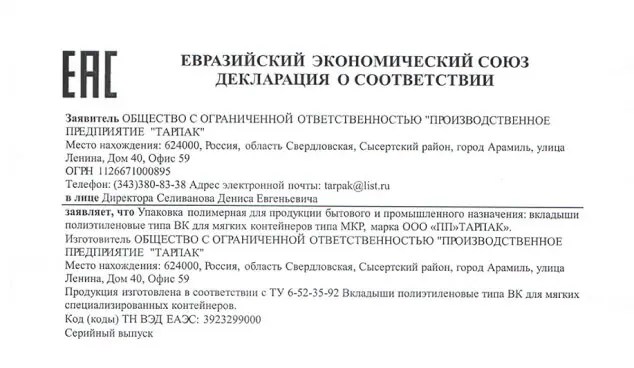 ЕАС
ЕВРАЗИЙСКИЙ ЭКОНОМИЧЕСКИЙ СОЮЗ
ДЕКЛАРАЦИЯ О СООТВЕТСТВИИ
Заявитель ОБЩЕСТВО С ОГРАНИЧЕННОЙ ОТВЕТСТВЕННОСТЬЮ "ПРОИЗВОДСТВЕННОЕ
ПРЕДПРИЯТИЕ "ТАРПАК"
Место нахождения: 624000, Россия, область Свердловская, Сысертский район, город Арамиль, улица
Ленина, Дом 40, Офис 59
ОГРН 1126671000895
Телефон: (343)380-83-38 Адрес электронной почты: tarpak@list.ru
в лице Директора Селиванова Дениса Евгеньевича
заявляет, что Упаковка полимерная для продукции бытового и промышленного назначения: вкладыши
полиэтиленовые типа ВК для мягких контейнеров типа МКР, марка ООО «ПП»ТАРПАК».
Изготовитель ОБЩЕСТВО С ОГРАНИЧЕННОЙ ОТВЕТСТВЕННОСТЬЮ "ПРОИЗВОДСТВЕННОЕ
ПРЕДПРИЯТИЕ "ТАРПАК"
Место нахождения: 624000, Россия, область Свердловская, Сысертский район, город Арамиль, улица
Ленина, Дом 40, Офис 59
Продукция изготовлена в соответствии с ТУ 6-52-35-92 Вкладыши полиэтиленовые типа ВК для мягких
специализированных контейнеров.
Код (коды) ТН ВЭД ЕАЭС: 3923299000
Серийный выпуск